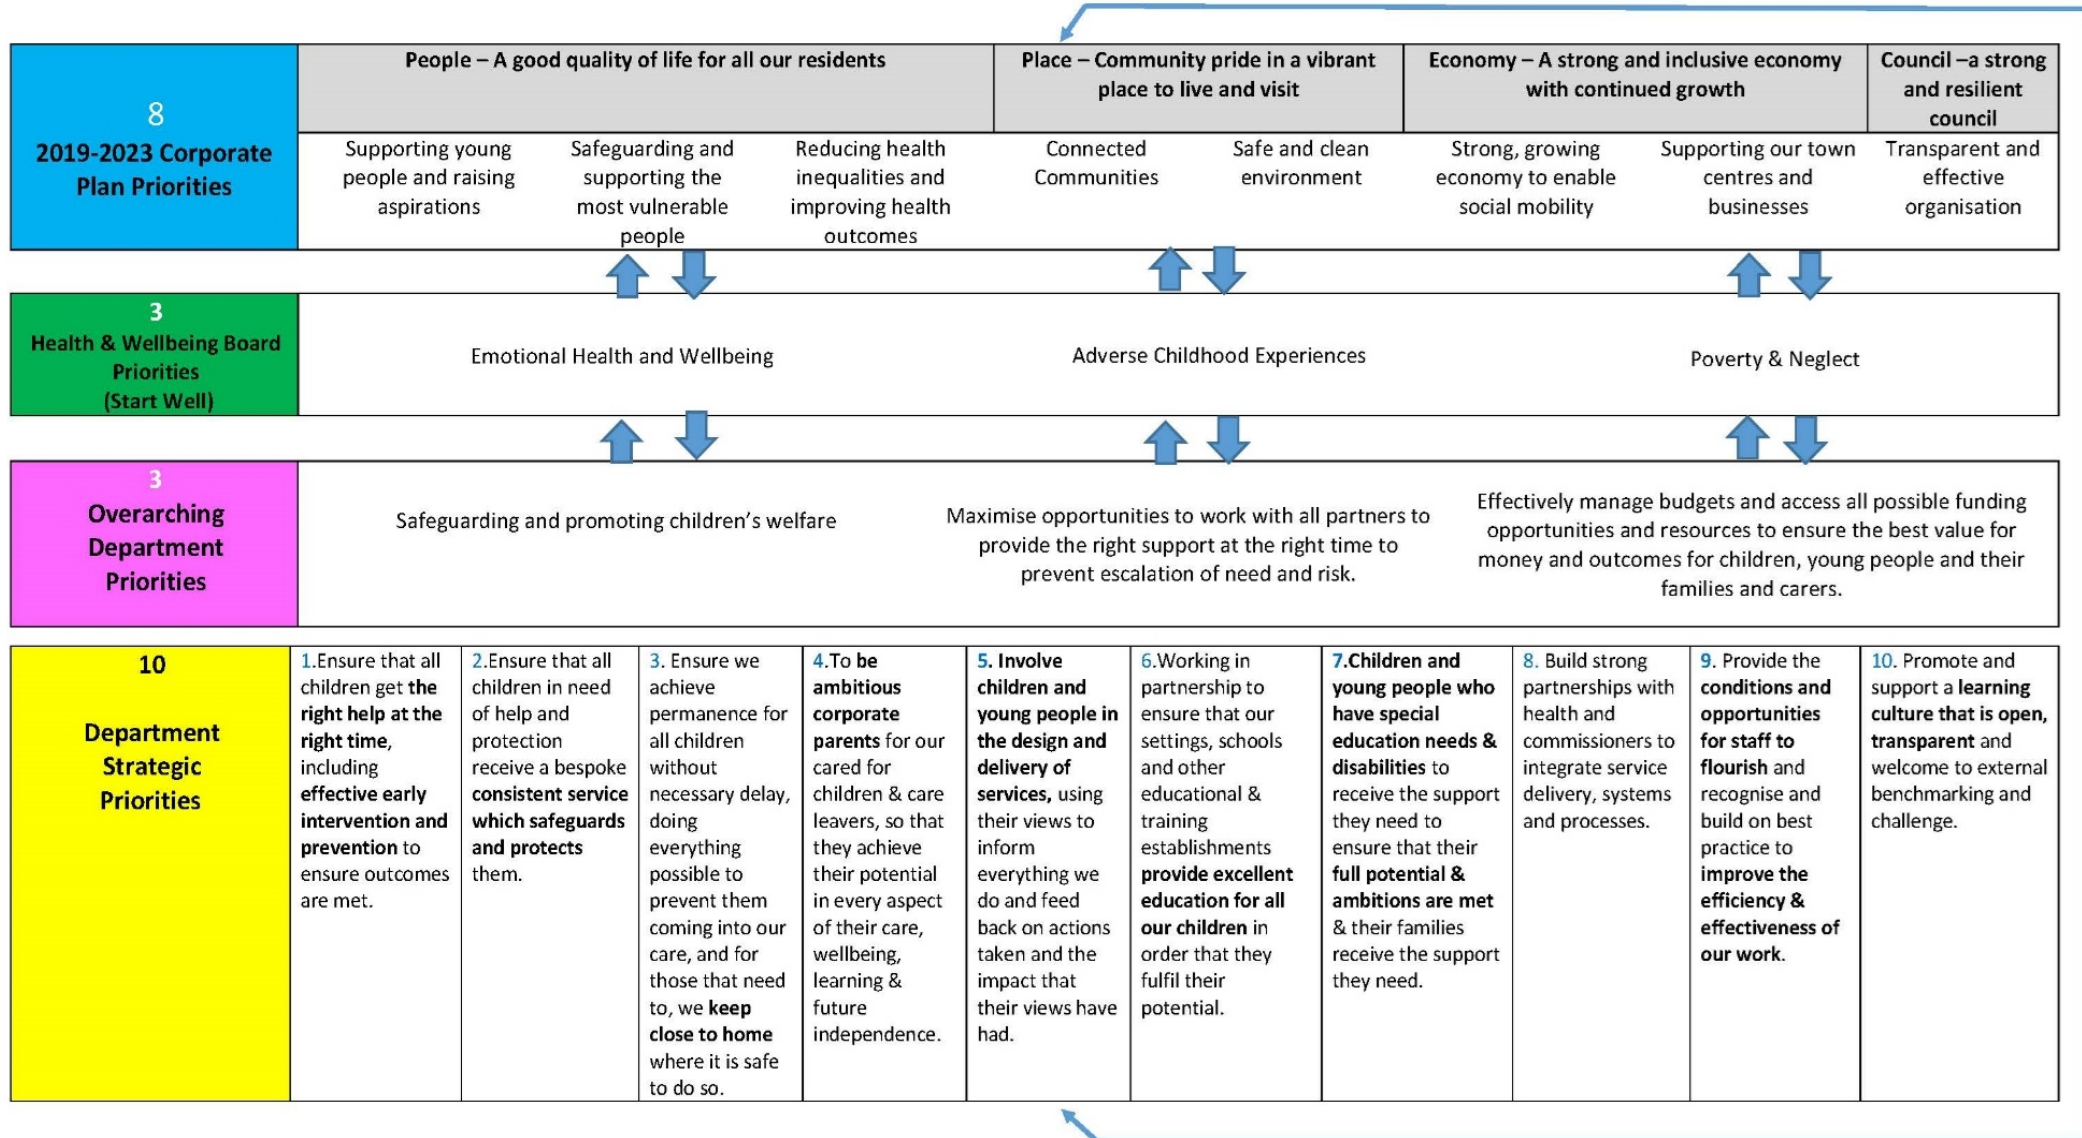 8
2019-2023 Corporate
Plan Priorities
People – A good quality of life for all our residents
Place – Community pride in a vibrant
place to live and visit
Economy – A strong and inclusive economy
with continued growth
Council –a strong
and resilient
council
Supporting young
people and raising
aspirations
Safeguarding and
supporting the
most vulnerable
people
Reducing health
inequalities and
improving health
outcomes
Connected
Communities
Safe and clean
environment
Strong, growing
economy to enable
social mobility
Supporting our town
centres and
businesses
Transparent and
effective
organisation
3
Health & Wellbeing Board
Priorities
(Start Well)
Emotional Health and Wellbeing
Adverse Childhood Experiences
Poverty & Neglect
3
Overarching
Department
Priorities
Safeguarding and promoting children’s welfare
Maximise opportunities to work with all partners to
provide the right support at the right time to
prevent escalation of need and risk.
Effectively manage budgets and access all possible funding
opportunities and resources to ensure the best value for
money and outcomes for children, young people and their
families and carers.
10
Department
Strategic
Priorities
1.Ensure that all
children get the
right help at the
right time,
including
effective early
intervention and
prevention to
ensure outcomes
are met.
2.Ensure that all
children in need
of help and
protection
receive a bespoke
consistent service
which safeguards
and protects
them.
3. Ensure we
achieve
permanence for
all children
without
necessary delay,
doing
everything
possible to
prevent them
coming into our
care, and for
those that need
to, we keep
close to home
where it is safe
to do so.
4.To be
ambitious
corporate
parents for our
cared for
children & care
leavers, so that
they achieve
their potential
in every aspect
of their care,
wellbeing,
learning &
future
independence.
5. Involve
children and
young people in
the design and
delivery of
services, using
their views to
inform
everything we
do and feed
back on actions
taken and the
impact that
their views have
had.
6.Working in
partnership to
ensure that our
settings, schools
and other
educational &
training
establishments
provide excellent
education for all
our children in
order that they
fulfil their
potential.
7.Children and
young people who
have special
education needs &
disabilities to
receive the support
they need to
ensure that their
full potential &
ambitions are met
& their families
receive the support
they need.
8. Build strong
partnerships with
health and
commissioners to
integrate service
delivery, systems
and processes.
9. Provide the
conditions and
opportunities
for staff to
flourish and
recognise and
build on best
practice to
improve the
efficiency &
effectiveness of
our work.
10. Promote and
support a learning
culture that is open,
transparent and
welcome to external
benchmarking and
challenge.